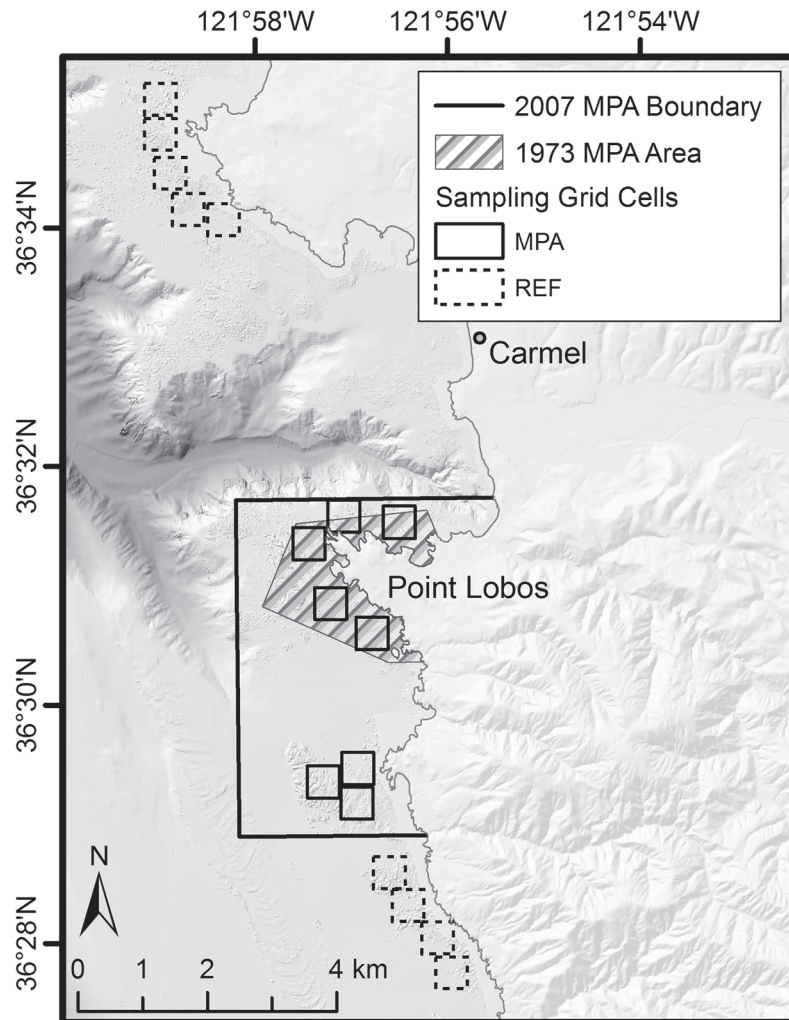 121°58'W 121°56'W 121°54'W
2007 MPA Boundary
1973 MPA Area
Sampling Grid Cells
MPA
REF
36°34'N
Carmel
36°32'N
Point Lobos
36°30'N
36°28'N
N
0 1 2 4 km